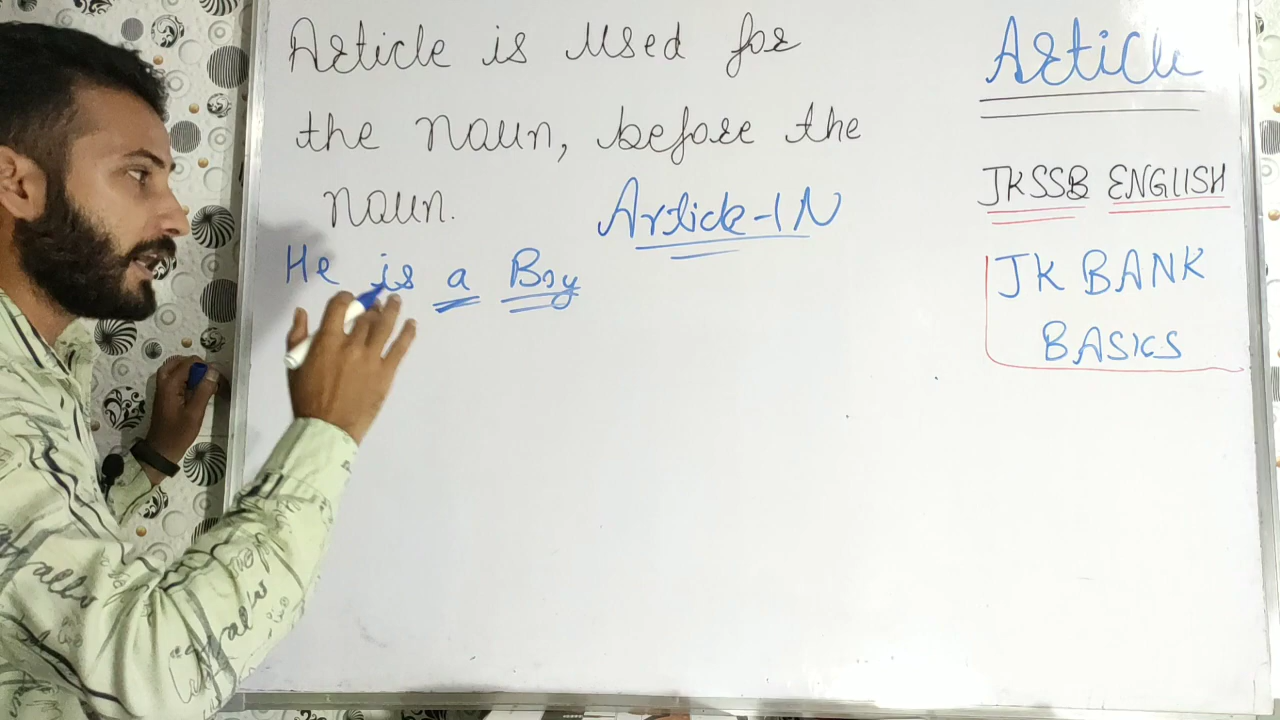 Article is used for
the noun, before the
noun.
Article-1 N
He is a Boy
Article
JKSSB ENGLISH
JK BANK
BASICS